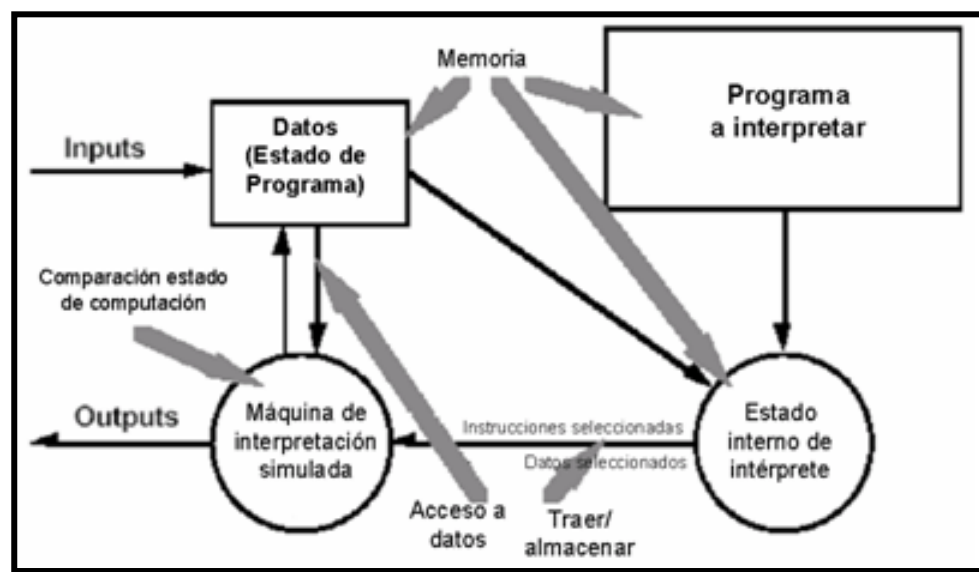 Memoria
Programa
a interpretar
Datos
(Estado de
Programa)
Inputs
Comparación estado
de computación
Outputs
Máquina de
interpretación
simulada
Instrucciones seleccionadas
Datos seleccionados
Estado
interno de
intérprete
Acceso a
datos
Traer/
almacenar